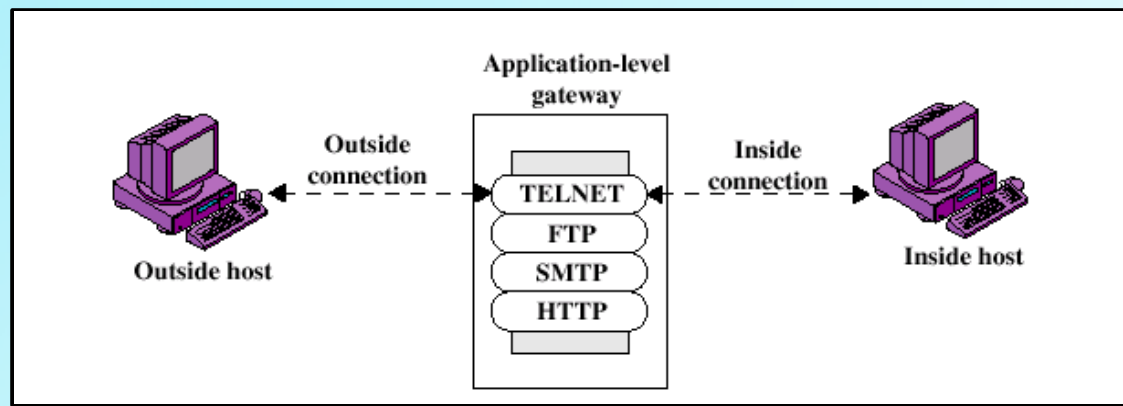 Application-level
gateway
Outside
connection
Inside
connection
TELNET
FTP
SMTP
HTTP
Outside host
Inside host